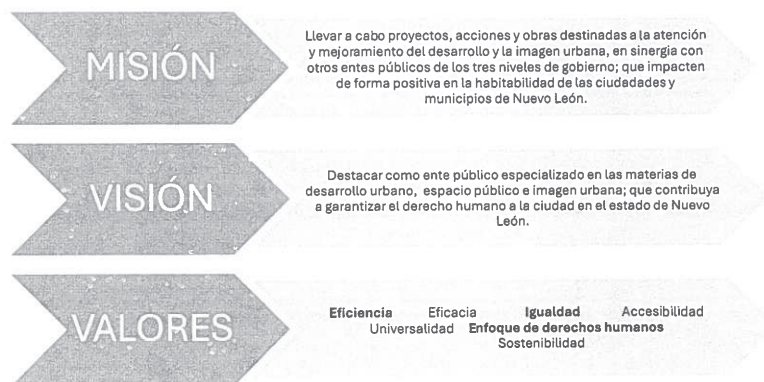 MISIÓN
Llevar a cabo proyectos, acciones y obras destinadas a la atención
y mejoramiento del desarrollo y la imagen urbana, en sinergia con
otros entes públicos de los tres niveles de gobierno; que impacten
de forma positiva en la habitabilidad de las ciudadades y
municipios de Nuevo León.
VISIÓN
Destacar como ente público especializado en las materias de
desarrollo urbano, espacio público e imagen urbana; que contribuya
a garantizar el derecho humano a la ciudad en el estado de Nuevo
León.
VALORES
Eficiencia Eficacia Igualdad Accesibilidad
Universalidad Enfoque de derechos humanos
Sostenibilidad